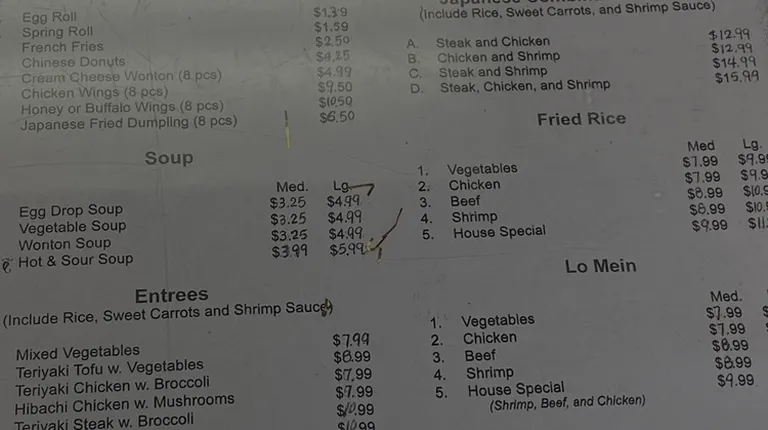 Egg Roll $1.39
Spring Roll $1.59
French Fries $2.50
Chinese Donuts $4.25
Cream Cheese Wonton (8 pcs) $4.99
Chicken Wings (8 pcs) $9.50
Honey or Buffalo Wings (8 pcs) $10.50
Japanese Fried Dumpling (8 pcs) $6.50
Soup
Med. Lg.
Egg Drop Soup $3.25 $4.99
Vegetable Soup $3.25 $4.99
Wonton Soup $3.25 $4.99
Hot & Sour Soup $3.99 $5.99
Entrees
(Include Rice, Sweet Carrots and Shrimp Sauce)
Mixed Vegetables $7.99
Teriyaki Tofu w. Vegetables $8.99
Teriyaki Chicken w. Broccoli $7.99
Hibachi Chicken w. Mushrooms $9.99
Teriyaki Steak w. Broccoli $10.99
$10.99
(Include Rice, Sweet Carrots, and Shrimp Sauce)
A. Steak and Chicken $12.99
B. Chicken and Shrimp $12.99
C. Steak and Shrimp $14.99
D. Steak, Chicken, and Shrimp $15.99
Fried Rice
Med Lg.
1. Vegetables $7.99
2. Chicken $7.99
3. Beef $8.99
4. Shrimp $8.99
5. House Special $9.99
Lo Mein
Med.
1. Vegetables $7.99
2. Chicken $7.99
3. Beef $8.99
4. Shrimp $8.99
5. House Special $9.99
(Shrimp, Beef, and Chicken)